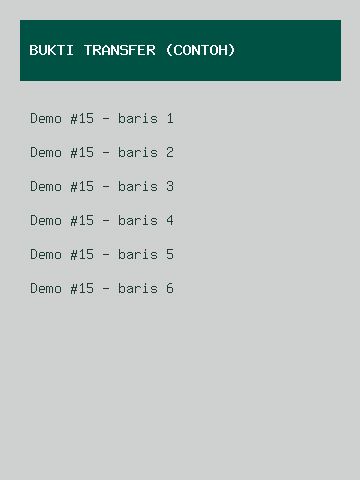 BUKTI TRANSFER (CONTOH)
Demo #15 - baris 1
Demo #15 - baris 2
Demo #15 - baris 3
Demo #15 - baris 4
Demo #15 - baris 5
Demo #15 - baris 6